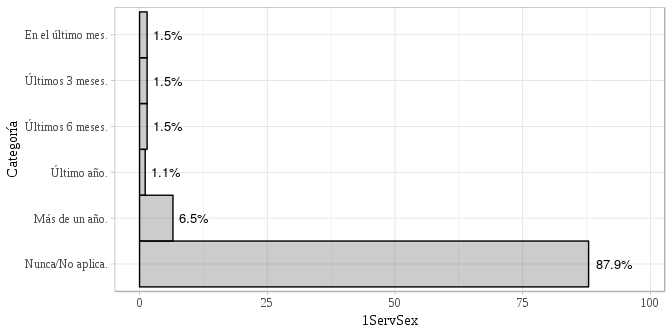 En el último mes.
1.5%
Últimos 3 meses.
1.5%
Últimos 6 meses.
1.5%
Último año.
1.1%
Más de un año.
6.5%
Nunca/No aplica.
87.9%
Categoría
0 25 50 75 100
1ServSex